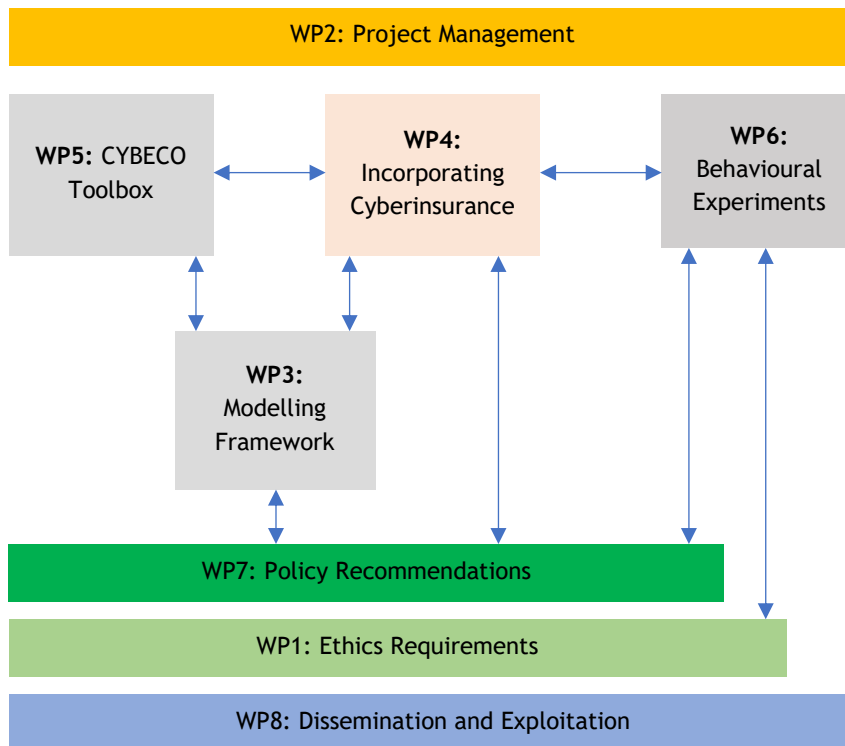 WP2: Project Management
WP5: CYBECO
Toolbox
WP4:
Incorporating
Cyberinsurance
WP6:
Behavioural
Experiments
WP3:
Modelling
Framework
WP7: Policy Recommendations
WP1: Ethics Requirements
WP8: Dissemination and Exploitation